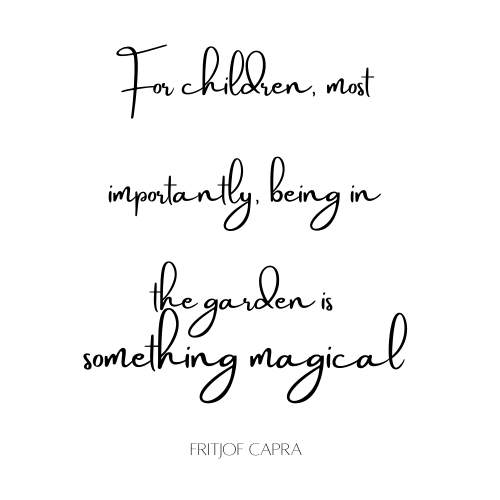 For children, most
importantly, being in
the garden is
something magical
FRITJOF CAPRA